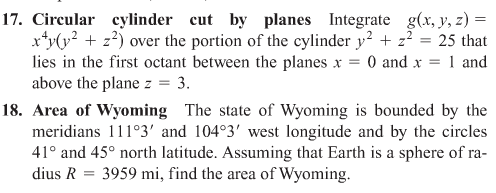 17. Circular cylinder cut by planes Integrate g(x, y, z) =
x⁴y(y² + z²) over the portion of the cylinder y² + z² = 25 that
lies in the first octant between the planes x = 0 and x = 1 and
above the plane z = 3.
18. Area of Wyoming The state of Wyoming is bounded by the
meridians 111°3′ and 104°3′ west longitude and by the circles
41° and 45° north latitude. Assuming that Earth is a sphere of ra-
dius R = 3959 mi, find the area of Wyoming.